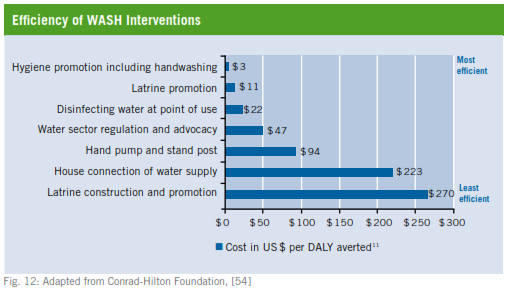 Efficiency of WASH Interventions
Hygiene promotion including handwashing $3
Most
efficient
Latrine promotion $11
Disinfecting water at point of use $22
Water sector regulation and advocacy $47
Hand pump and stand post $94
House connection of water supply $223
Latrine construction and promotion $270
Least
efficient
$0 $50 $100 $150 $200 $250 $300
Cost in US$ per DALY averted¹¹
Fig. 12: Adapted from Conrad-Hilton Foundation, [54]